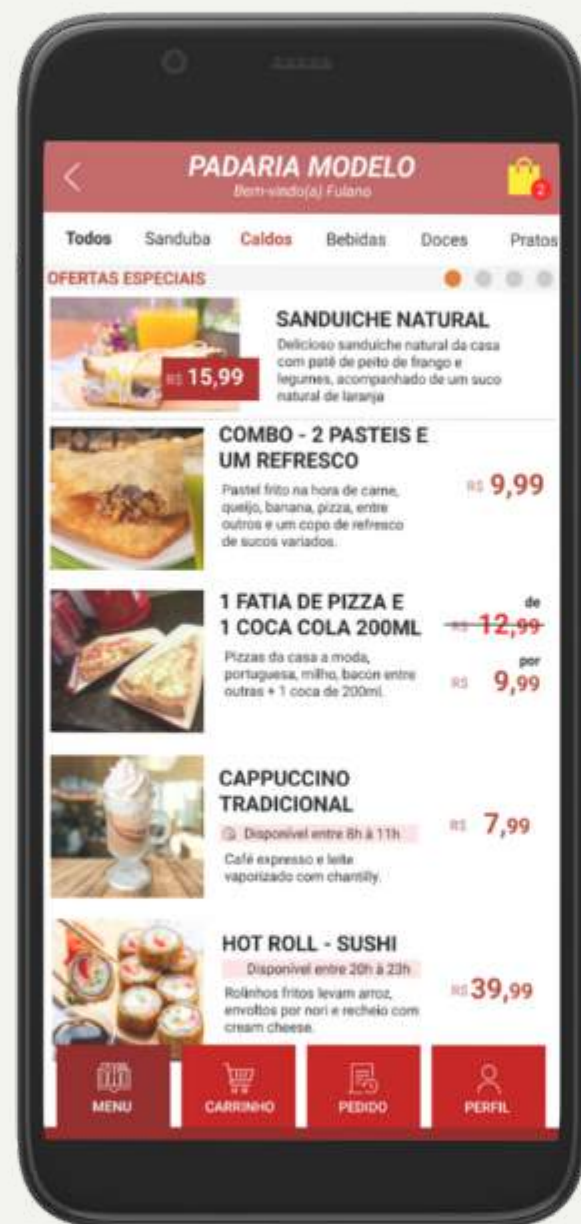 PADARIA MODELO
Bem-vindo(a) Fulano
2
Todos Sanduba Caldos Bebidas Doces Pratos
OFERTAS ESPECIAIS
SANDUICHE NATURAL
Delicioso sanduíche natural da casa
com patê de peito de frango e
legumes, acompanhado de um suco
natural de laranja
R$ 15,99
COMBO - 2 PASTEIS E
UM REFRESCO
Pastel frito na hora de carne,
queijo, banana, pizza, entre
outros e um copo de refresco
de sucos variados.
R$ 9,99
1 FATIA DE PIZZA E
1 COCA COLA 200ML
Pizzas da casa a moda,
portuguesa, milho, bacon entre
outras + 1 coca de 200ml.
de
R$ 12,99
por
R$ 9,99
CAPPUCCINO
TRADICIONAL
Disponível entre 8h à 11h
Café expresso e leite
vaporizado com chantilly.
R$ 7,99
HOT ROLL - SUSHI
Disponível entre 20h à 23h
Rolinhos fritos levam arroz,
envoltos por nori e recheio com
cream cheese.
R$ 39,99
MENU CARRINHO PEDIDO PERFIL